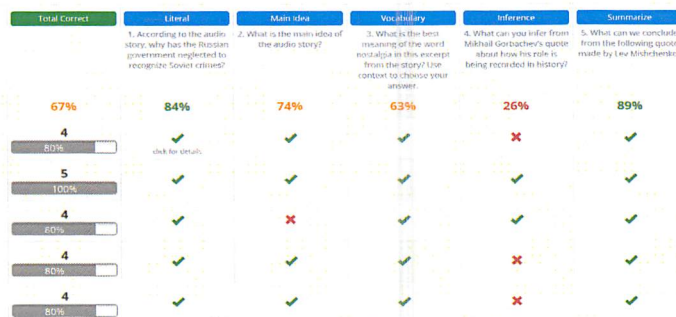 Total Correct
Literal
Main Idea
Vocabulary
Inference
Summarize
1. According to the audio
story, why has the Russian
government neglected to
recognize Soviet crimes?
2. What is the main idea of
the audio story?
3. What is the best
meaning of the word
nostalgia in this excerpt
from the story? Use
context to choose your
answer.
4. What can you infer from
Mikhail Gorbachev's quote
about how his role is
being recorded in history?
5. What can we conclude
from the following quote
made by Lev Mishchenko
67%
84%
74%
63%
26%
89%
4
80%
click for details
5
100%
4
80%
4
80%
4
80%